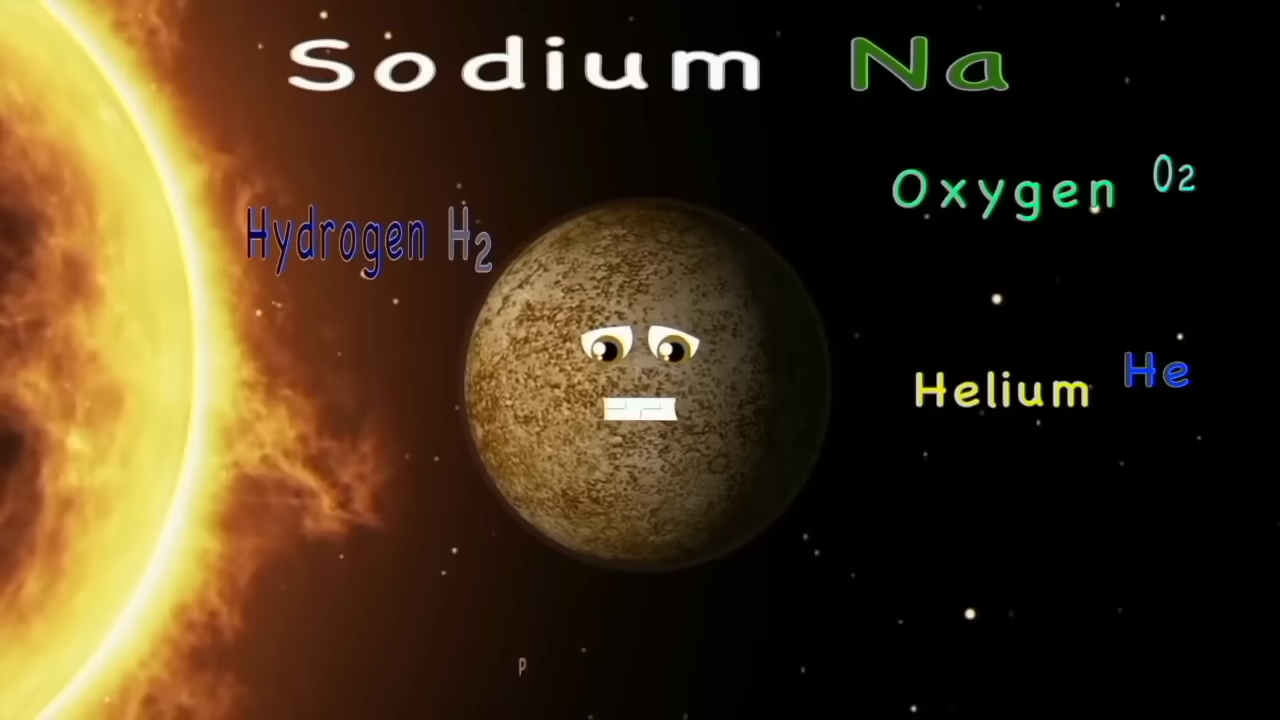 Sodium Na
Oxygen O2
Hydrogen H2
Helium He
p